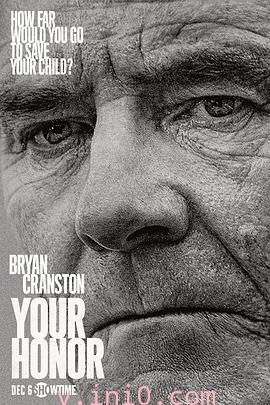 HOW FAR
WOULD YOU GO
TO SAVE
YOUR CHILD?
BRYAN
CRANSTON
YOUR
HONOR
DEC 6 SHOWTIME
v.ini0.com